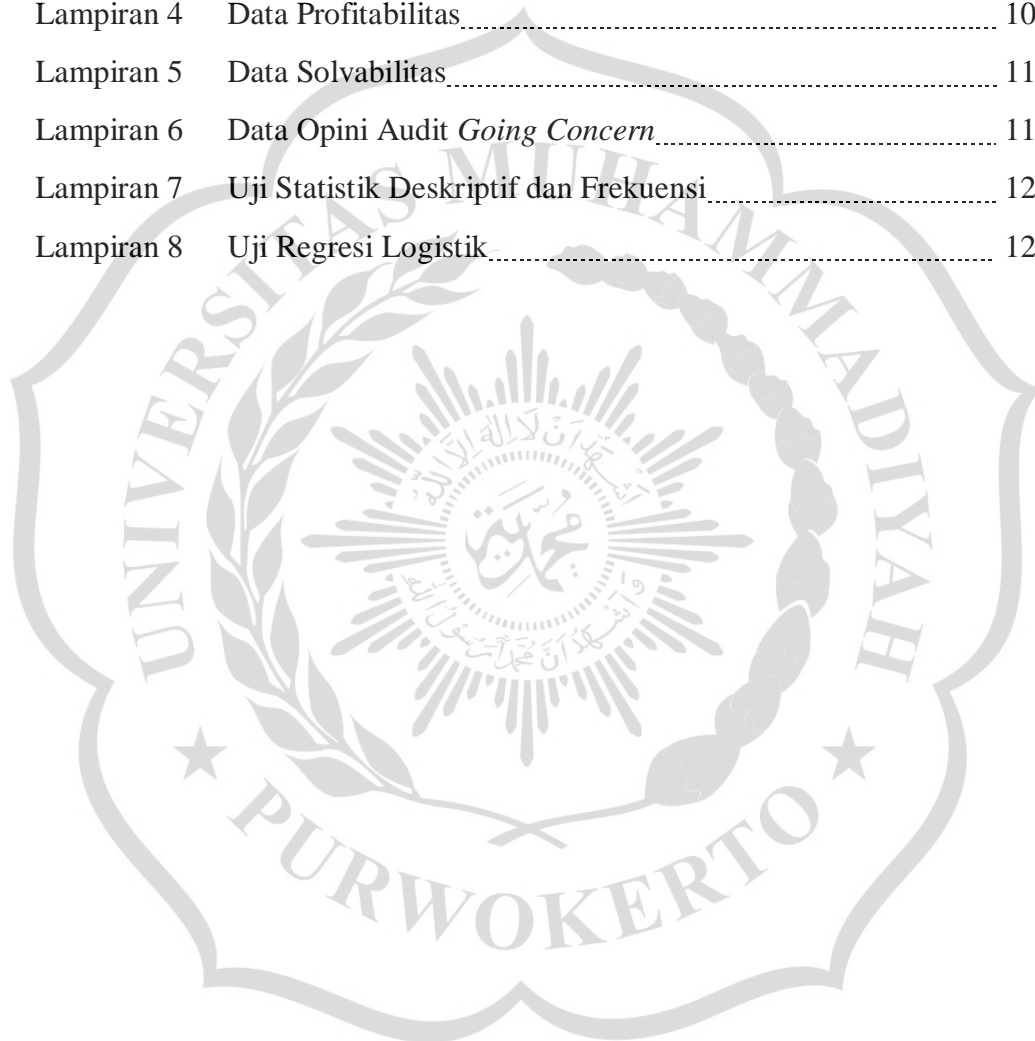 Lampiran 4 Data Profitabilitas 10
Lampiran 5 Data Solvabilitas 11
Lampiran 6 Data Opini Audit Going Concern 11
Lampiran 7 Uji Statistik Deskriptif dan Frekuensi 12
Lampiran 8 Uji Regresi Logistik 12
UNIVERSITAS MUHAMMADIYAH
PURWOKERTO